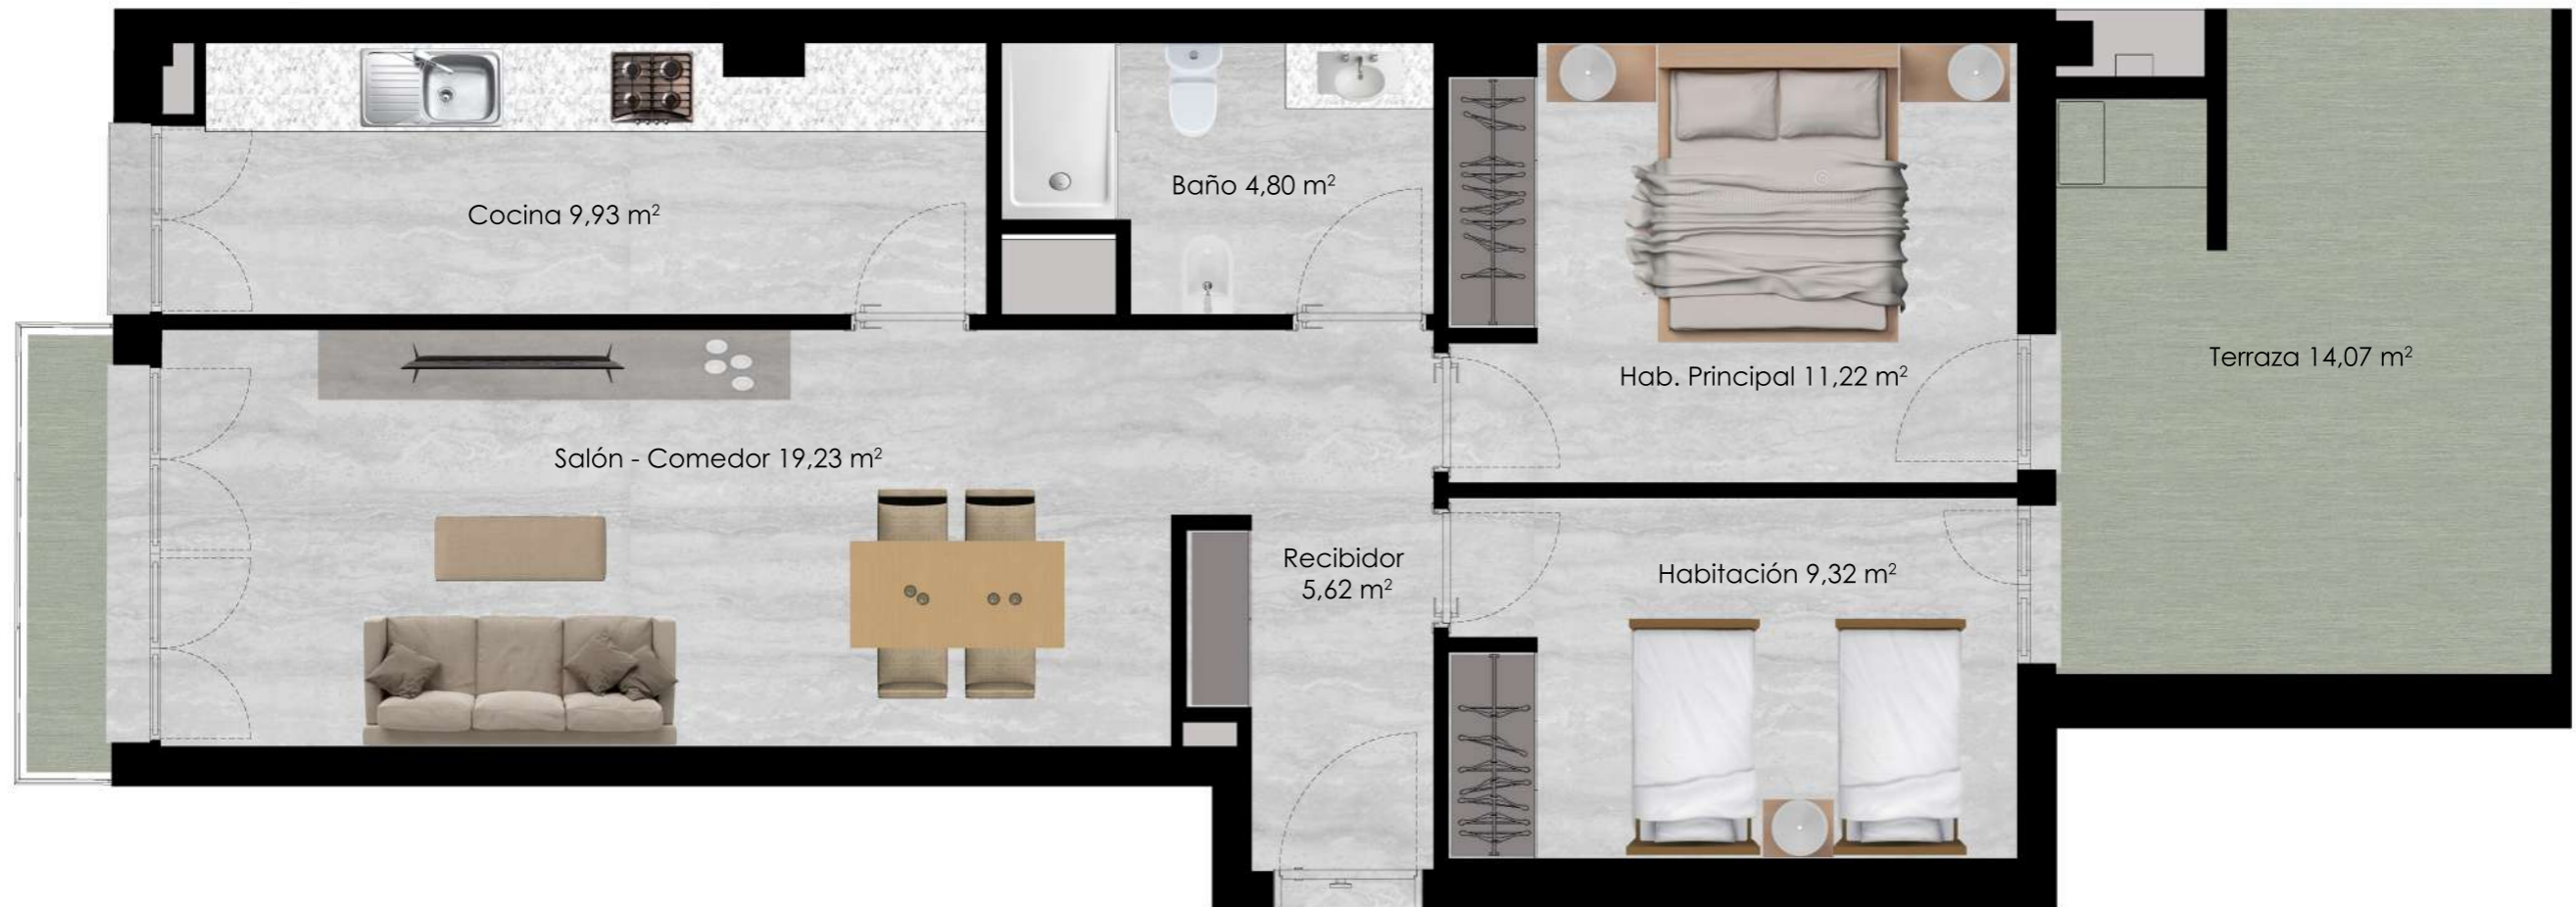 Cocina 9,93 m²
Baño 4,80 m²
Hab. Principal 11,22 m²
Terraza 14,07 m²
Salón - Comedor 19,23 m²
Recibidor
5,62 m²
Habitación 9,32 m²